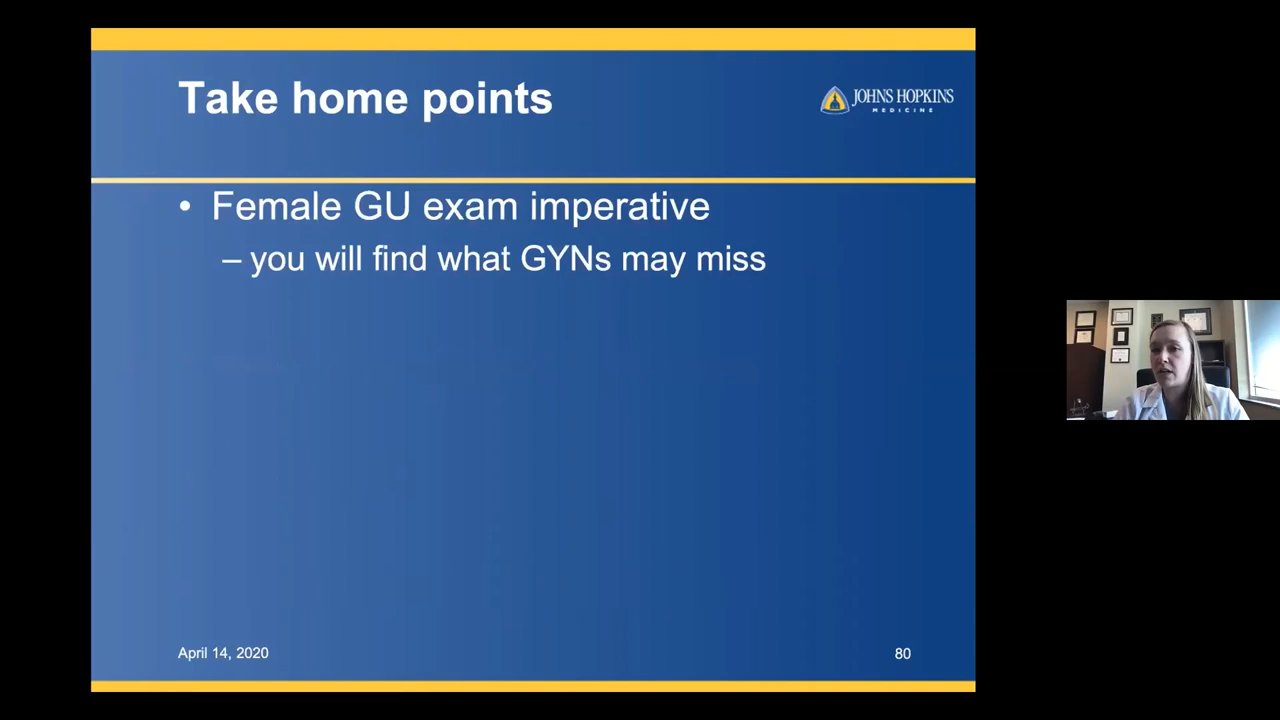 Take home points
JOHNS HOPKINS
MEDICINE
• Female GU exam imperative
– you will find what GYNs may miss
April 14, 2020
80